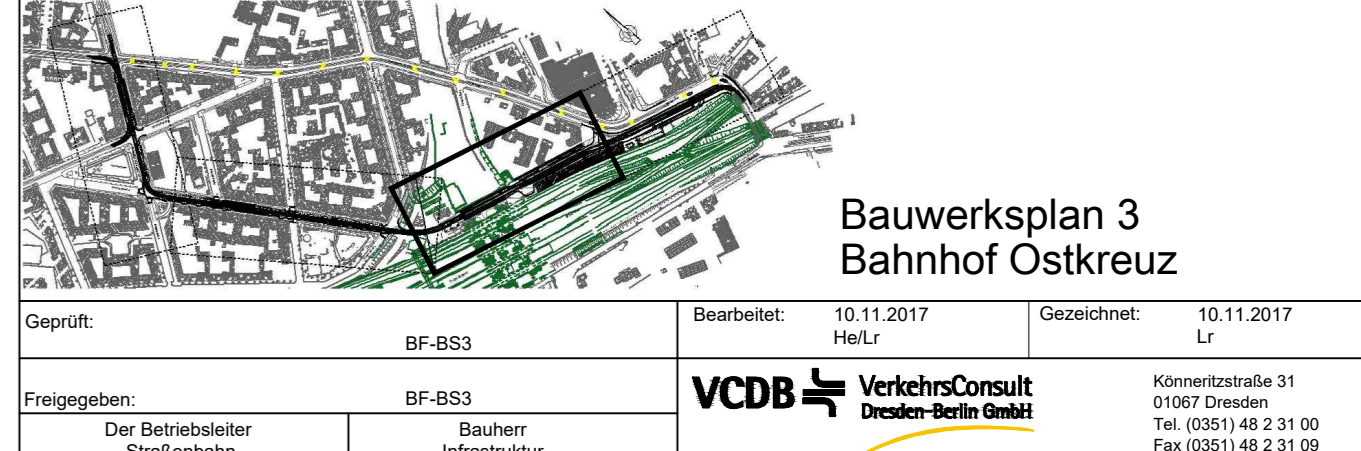 Bauwerksplan 3
Bahnhof Ostkreuz
Geprüft:
BF-BS3
Bearbeitet: 10.11.2017
He/Lr
Gezeichnet: 10.11.2017
Lr
Freigegeben:
BF-BS3
Der Betriebsleiter
Straßenbahn
Bauherr
Infrastruktur
VCDB VerkehrsConsult
Dresden-Berlin GmbH
Könneritzstraße 31
01067 Dresden
Tel. (0351) 48 2 31 00
Fax (0351) 48 2 31 09